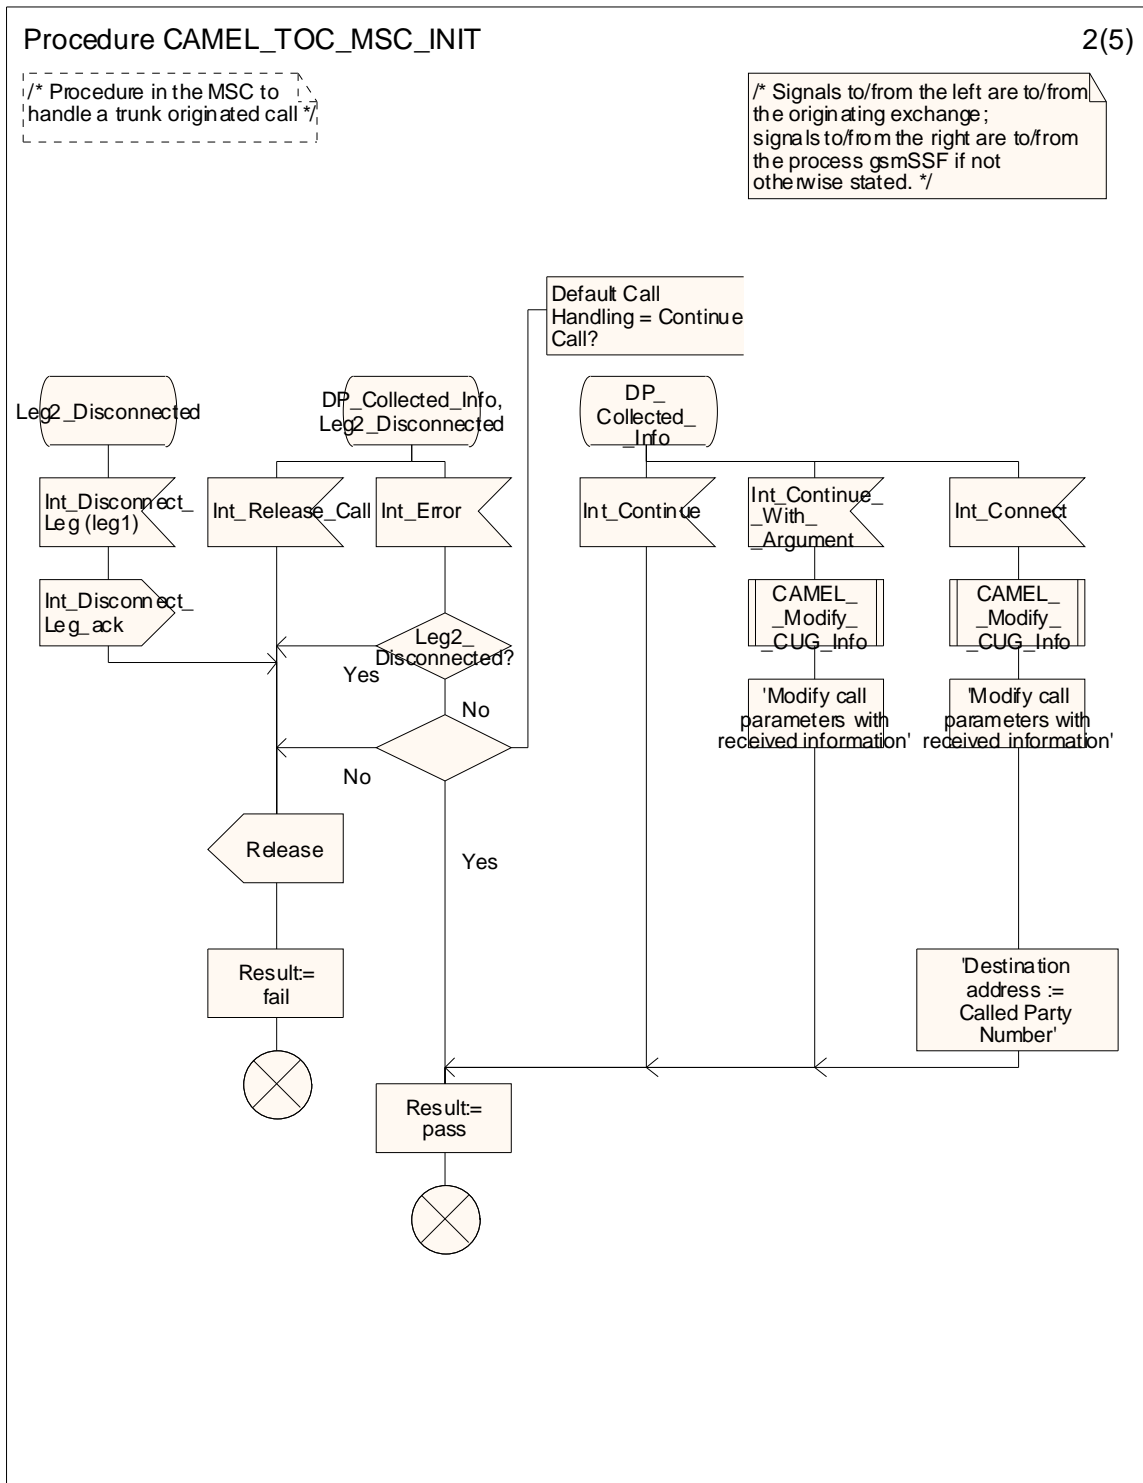 Procedure CAMEL_TOC_MSC_INIT
2(5)
/* Procedure in the MSC to
handle a trunk originated call */
/* Signals to/from the left are to/from
the originating exchange;
signals to/from the right are to/from
the process gsmSSF if not
otherwise stated. */
Default Call
Handling = Continue
Call?
Leg2_Disconnected
DP_Collected_Info,
Leg2_Disconnected
DP_
Collected_
_Info
Int_Disconnect_
Leg (leg1)
Int_Release_Call
Int_Error
Int_Continue
Int_Continue_
_With_
_Argument
Int_Connect
Int_Disconnect_
Leg_ack
Leg2_
Disconnected?
CAMEL_
_Modify_
_CUG_Info
CAMEL_
_Modify_
_CUG_Info
Yes
No
'Modify call
parameters with
received information'
'Modify call
parameters with
received information'
No
Yes
Release
Result:=
fail
'Destination
address :=
Called Party
Number'
Result:=
pass